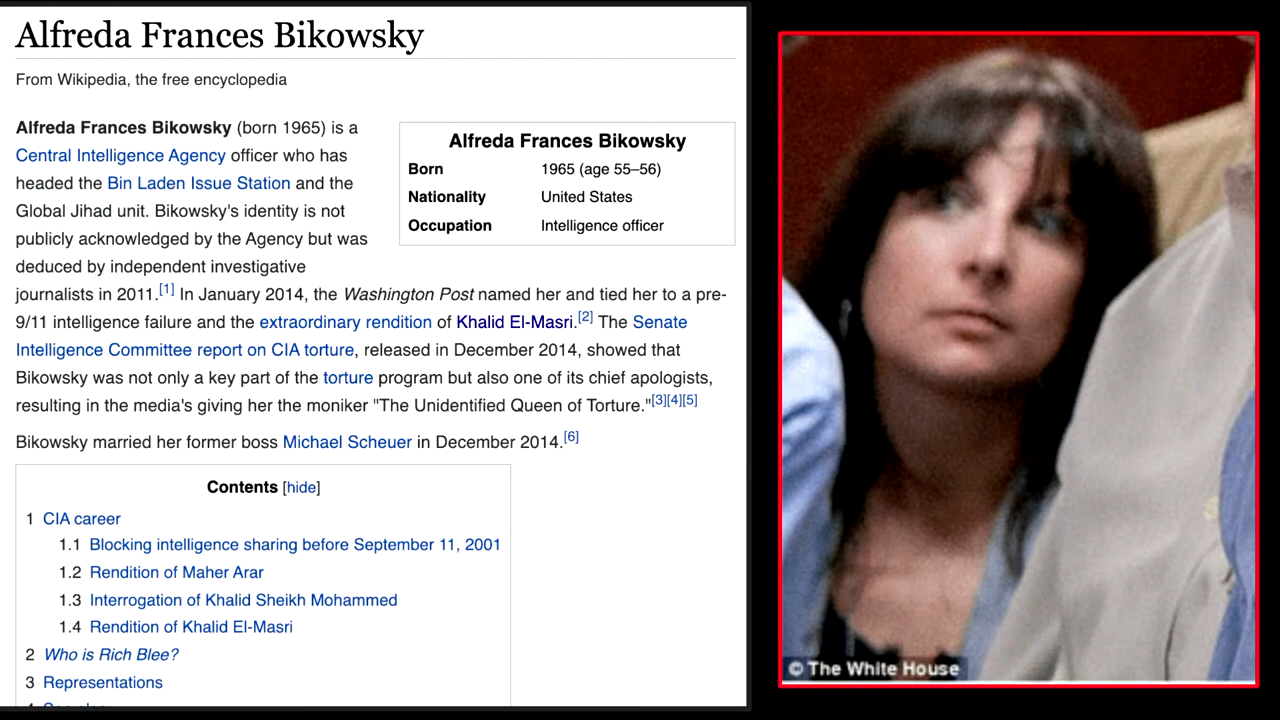 Alfreda Frances Bikowsky
From Wikipedia, the free encyclopedia
Alfreda Frances Bikowsky (born 1965) is a
Central Intelligence Agency officer who has
headed the Bin Laden Issue Station and the
Global Jihad unit. Bikowsky's identity is not
publicly acknowledged by the Agency but was
deduced by independent investigative
journalists in 2011.[1] In January 2014, the Washington Post named her and tied her to a pre-
9/11 intelligence failure and the extraordinary rendition of Khalid El-Masri.[2] The Senate
Intelligence Committee report on CIA torture, released in December 2014, showed that
Bikowsky was not only a key part of the torture program but also one of its chief apologists,
resulting in the media's giving her the moniker "The Unidentified Queen of Torture."[3][4][5]
Bikowsky married her former boss Michael Scheuer in December 2014.[6]
Alfreda Frances Bikowsky
Born 1965 (age 55–56)
Nationality United States
Occupation Intelligence officer
Contents [hide]
1 CIA career
1.1 Blocking intelligence sharing before September 11, 2001
1.2 Rendition of Maher Arar
1.3 Interrogation of Khalid Sheikh Mohammed
1.4 Rendition of Khalid El-Masri
2 Who is Rich Blee?
3 Representations
© The White House